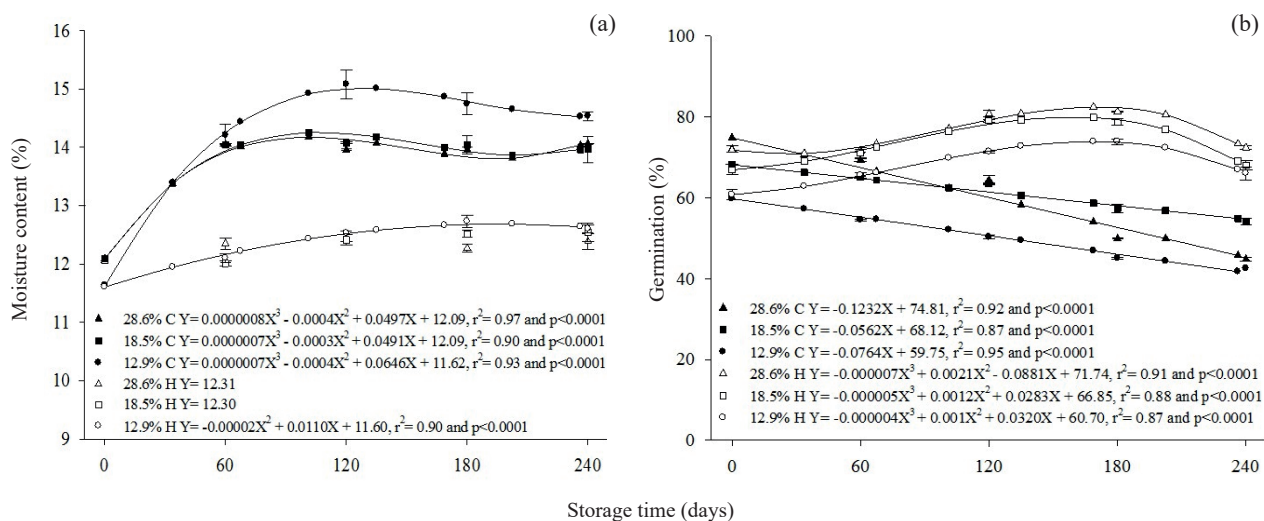 (a)
16
15
14
13
12
11
10
9
Moisture content (%)
▲ 28.6% C Y= 0.0000008X³ - 0.0004X² + 0.0497X + 12.09, r²= 0.97 and p<0.0001
■ 18.5% C Y= 0.0000007X³ - 0.0003X² + 0.0491X + 12.09, r²= 0.90 and p<0.0001
● 12.9% C Y= 0.0000007X³ - 0.0004X² + 0.0646X + 11.62, r²= 0.93 and p<0.0001
△ 28.6% H Y= 12.31
□ 18.5% H Y= 12.30
○ 12.9% H Y= -0.00002X² + 0.0110X + 11.60, r²= 0.90 and p<0.0001
0 60 120 180 240
(b)
100
80
60
40
20
0
Germination (%)
▲ 28.6% C Y= -0.1232X + 74.81, r²= 0.92 and p<0.0001
■ 18.5% C Y= -0.0562X + 68.12, r²= 0.87 and p<0.0001
● 12.9% C Y= -0.0764X + 59.75, r²= 0.95 and p<0.0001
△ 28.6% H Y= -0.000007X³ + 0.0021X² - 0.0881X + 71.74, r²= 0.91 and p<0.0001
□ 18.5% H Y= -0.000005X³ + 0.0012X² + 0.0283X + 66.85, r²= 0.88 and p<0.0001
○ 12.9% H Y= -0.000004X³ + 0.001X² + 0.0320X + 60.70, r²= 0.87 and p<0.0001
0 60 120 180 240
Storage time (days)